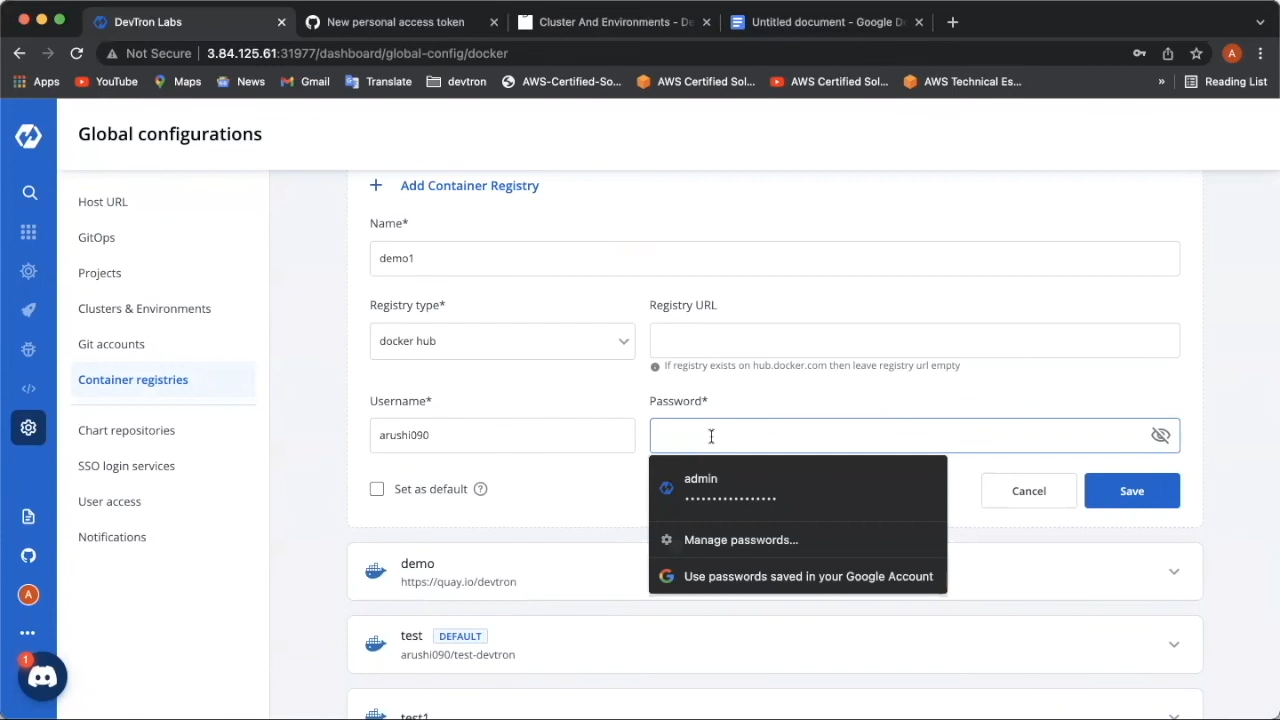 DevTron Labs
New personal access token
Cluster And Environments - De
Untitled document - Google Do
Not Secure
3.84.125.61:31977/dashboard/global-config/docker
A
Apps
YouTube
Maps
News
Gmail
Translate
devtron
AWS-Certified-So...
AWS Certified Sol...
AWS Certified Sol...
AWS Technical Es...
»
Reading List
Global configurations
Host URL
GitOps
Projects
Clusters & Environments
Git accounts
Container registries
Chart repositories
SSO login services
User access
Notifications
A
1
+ Add Container Registry
Name*
demo1
Registry type*
Registry URL
docker hub
If registry exists on hub.docker.com then leave registry url empty
Username*
Password*
arushi090
admin
•••••••••••••••••
Manage passwords...
Use passwords saved in your Google Account
Set as default ?
Cancel
Save
demo
https://quay.io/devtron
test DEFAULT
arushi090/test-devtron
test1